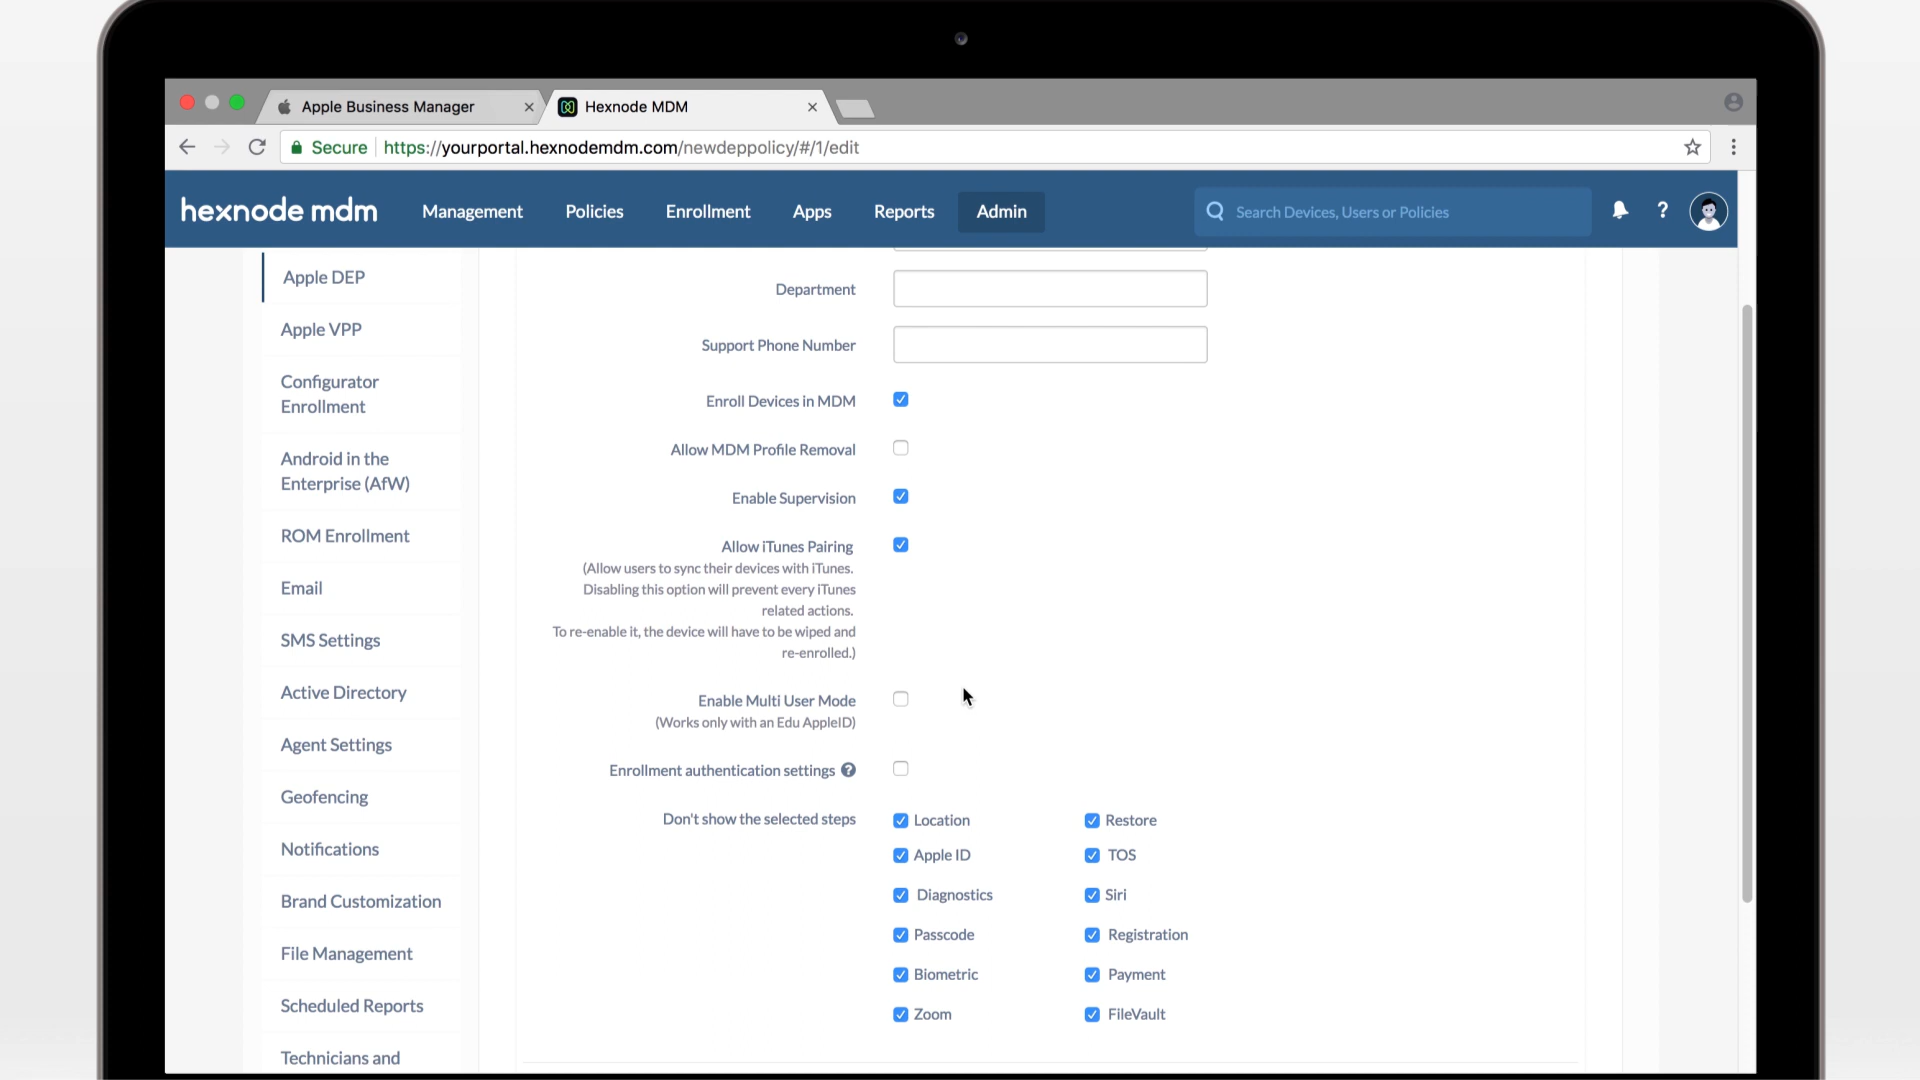 Apple Business Manager
Hexnode MDM
Secure https://yourportal.hexnodemdm.com/newdeppolicy/#/1/edit
hexnode mdm
Management
Policies
Enrollment
Apps
Reports
Admin
Search Devices, Users or Policies
?
Apple DEP
Apple VPP
Configurator
Enrollment
Android in the
Enterprise (AfW)
ROM Enrollment
Email
SMS Settings
Active Directory
Agent Settings
Geofencing
Notifications
Brand Customization
File Management
Scheduled Reports
Technicians and
Department
Support Phone Number
Enroll Devices in MDM
Allow MDM Profile Removal
Enable Supervision
Allow iTunes Pairing
(Allow users to sync their devices with iTunes.
Disabling this option will prevent every iTunes
related actions.
To re-enable it, the device will have to be wiped and
re-enrolled.)
Enable Multi User Mode
(Works only with an Edu AppleID)
Enrollment authentication settings ?
Don't show the selected steps
Location
Restore
Apple ID
TOS
Diagnostics
Siri
Passcode
Registration
Biometric
Payment
Zoom
FileVault